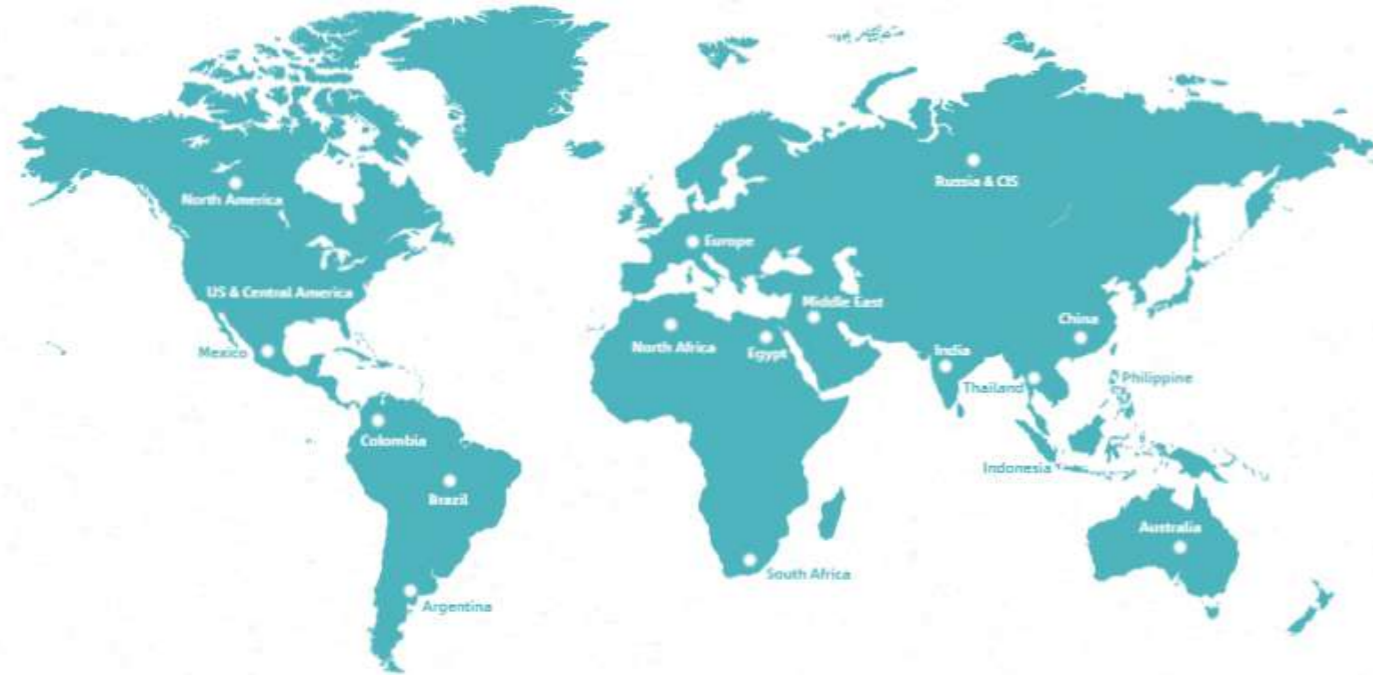 Russia & CIS
North America
Europe
US & Central America
Middle East
China
North Africa
Egypt
India
Mexico
Thailand
Philippine
Colombia
Indonesia
Brazil
Australia
South Africa
Argentina